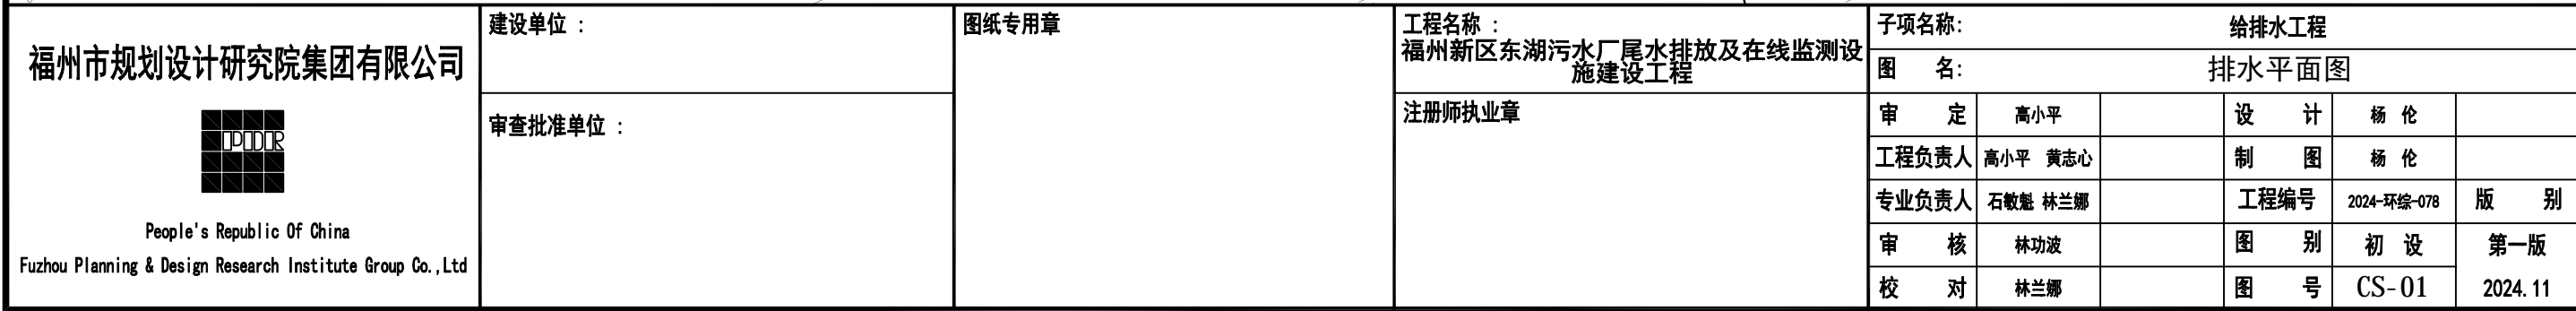 福州市规划设计研究院集团有限公司
People's Republic Of China
Fuzhou Planning & Design Research Institute Group Co.,Ltd
建设单位 :
审查批准单位 :
图纸专用章
工程名称 :
福州新区东湖污水厂尾水排放及在线监测设
施建设工程
注册师执业章
子项名称: 给排水工程
图 名: 排水平面图
审 定 高小平 设 计 杨 伦
工程负责人 高小平 黄志心 制 图 杨 伦
专业负责人 石敏魁 林兰娜 工程编号 2024-环综-078 版 别
审 核 林功波 图 别 初 设 第一版
校 对 林兰娜 图 号 CS-01 2024.11